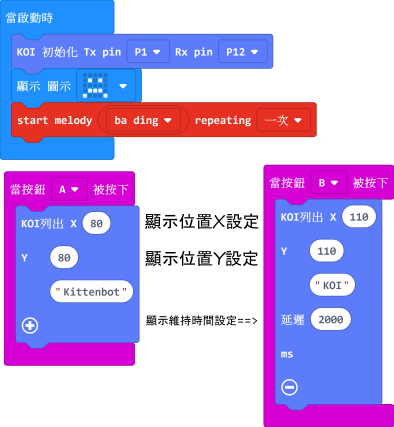 當啟動時
KOI 初始化 Tx pin P1 Rx pin P12
顯示 圖示
start melody ba ding repeating 一次
當按鈕 A 被按下
KOI列出 X 80
Y 80
"Kittenbot"
顯示位置X設定
顯示位置Y設定
顯示維持時間設定==>
當按鈕 B 被按下
KOI列出 X 110
Y 110
"KOI"
延遲 2000
ms